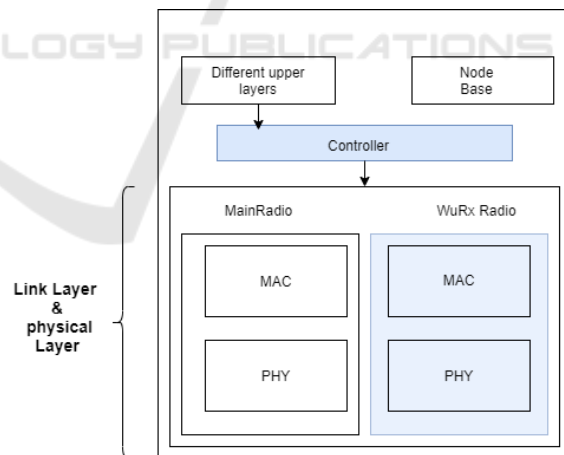 LOGY PUBLICATIONS
Different upper
layers
Node
Base
Controller
MainRadio
WuRx Radio
MAC
MAC
Link Layer
&
physical
Layer
PHY
PHY